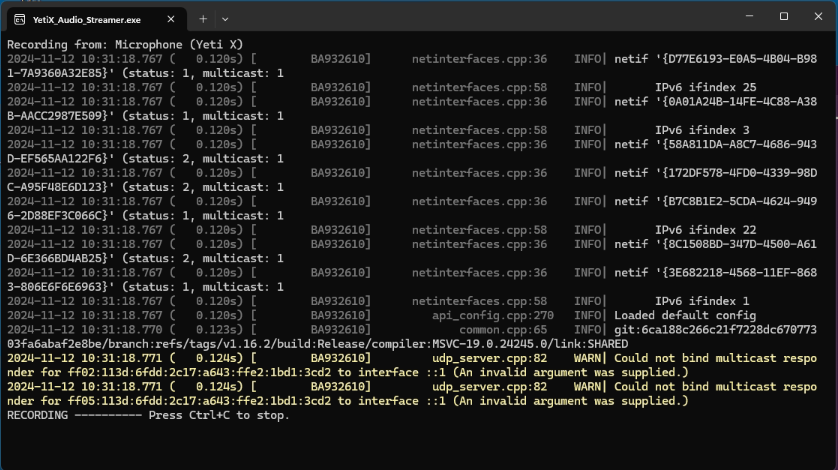 YetiX_Audio_Streamer.exe
Recording from: Microphone (Yeti X)
2024-11-12 10:31:18.767 (   0.120s) [        BA932610]      netinterfaces.cpp:36    INFO| netif '{D77E6193-E0A5-4B04-B98
1-7A9360A32E85}' (status: 1, multicast: 1
2024-11-12 10:31:18.767 (   0.120s) [        BA932610]      netinterfaces.cpp:58    INFO|       IPv6 ifindex 25
2024-11-12 10:31:18.767 (   0.120s) [        BA932610]      netinterfaces.cpp:36    INFO| netif '{0A01A24B-14FE-4C88-A38
B-AACC2987E509}' (status: 1, multicast: 1
2024-11-12 10:31:18.767 (   0.120s) [        BA932610]      netinterfaces.cpp:58    INFO|       IPv6 ifindex 3
2024-11-12 10:31:18.767 (   0.120s) [        BA932610]      netinterfaces.cpp:36    INFO| netif '{58A811DA-A8C7-4686-943
D-EF565AA122F6}' (status: 2, multicast: 1
2024-11-12 10:31:18.767 (   0.120s) [        BA932610]      netinterfaces.cpp:36    INFO| netif '{172DF578-4FD0-4339-98D
C-A95F48E6D123}' (status: 2, multicast: 1
2024-11-12 10:31:18.767 (   0.120s) [        BA932610]      netinterfaces.cpp:36    INFO| netif '{B7C8B1E2-5CDA-4624-949
6-2D88EF3C066C}' (status: 1, multicast: 1
2024-11-12 10:31:18.767 (   0.120s) [        BA932610]      netinterfaces.cpp:58    INFO|       IPv6 ifindex 22
2024-11-12 10:31:18.767 (   0.120s) [        BA932610]      netinterfaces.cpp:36    INFO| netif '{8C1508BD-347D-4500-A61
D-6E366BD4AB25}' (status: 2, multicast: 1
2024-11-12 10:31:18.767 (   0.120s) [        BA932610]      netinterfaces.cpp:36    INFO| netif '{3E682218-4568-11EF-868
3-806E6F6E6963}' (status: 1, multicast: 1
2024-11-12 10:31:18.767 (   0.120s) [        BA932610]      netinterfaces.cpp:58    INFO|       IPv6 ifindex 1
2024-11-12 10:31:18.767 (   0.120s) [        BA932610]         api_config.cpp:270   INFO| Loaded default config
2024-11-12 10:31:18.770 (   0.123s) [        BA932610]             common.cpp:65    INFO| git:6ca188c266c21f7228dc670773
03fa6abaf2e8be/branch:refs/tags/v1.16.2/build:Release/compiler:MSVC-19.0.24245.0/link:SHARED
2024-11-12 10:31:18.771 (   0.124s) [        BA932610]         udp_server.cpp:82    WARN| Could not bind multicast respo
nder for ff02:113d:6fdd:2c17:a643:ffe2:1bd1:3cd2 to interface ::1 (An invalid argument was supplied.)
2024-11-12 10:31:18.771 (   0.124s) [        BA932610]         udp_server.cpp:82    WARN| Could not bind multicast respo
nder for ff05:113d:6fdd:2c17:a643:ffe2:1bd1:3cd2 to interface ::1 (An invalid argument was supplied.)
RECORDING ---------- Press Ctrl+C to stop.